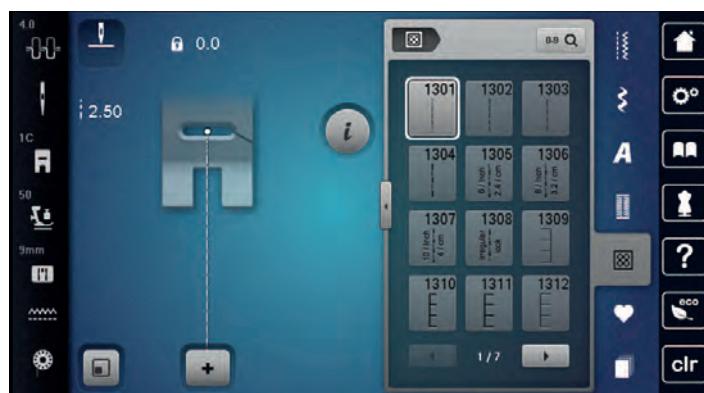 4.0
0.0
0-9
2.50
1C
50
9mm
i
1301 1302 1303
1304 1305 1306
6 / inch
2.4 / cm
8 / inch
3.2 / cm
1307 1308 1309
10 / inch
4 / cm
irregular
look
1310 1311 1312
1/7
A
?
eco
clr